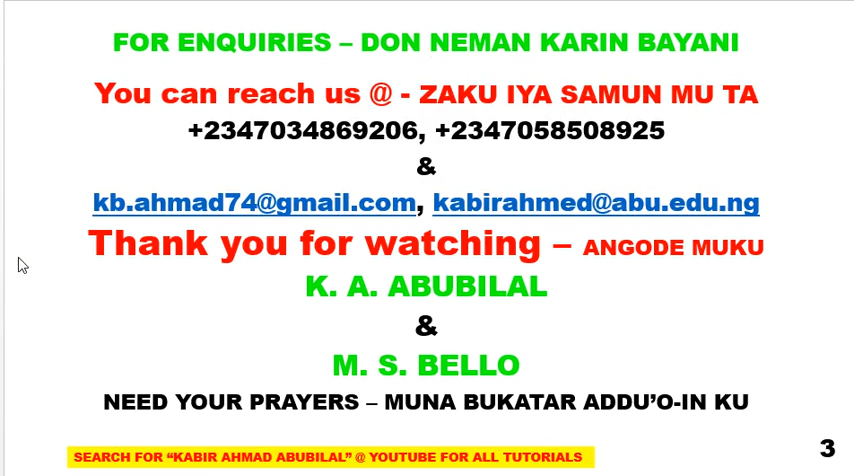 FOR ENQUIRIES – DON NEMAN KARIN BAYANI
You can reach us @ - ZAKU IYA SAMUN MU TA
+2347034869206, +2347058508925
&
kb.ahmad74@gmail.com, kabirahmed@abu.edu.ng
Thank you for watching – ANGODE MUKU
K. A. ABUBILAL
&
M. S. BELLO
NEED YOUR PRAYERS – MUNA BUKATAR ADDU’O-IN KU
SEARCH FOR “KABIR AHMAD ABUBILAL” @ YOUTUBE FOR ALL TUTORIALS
3